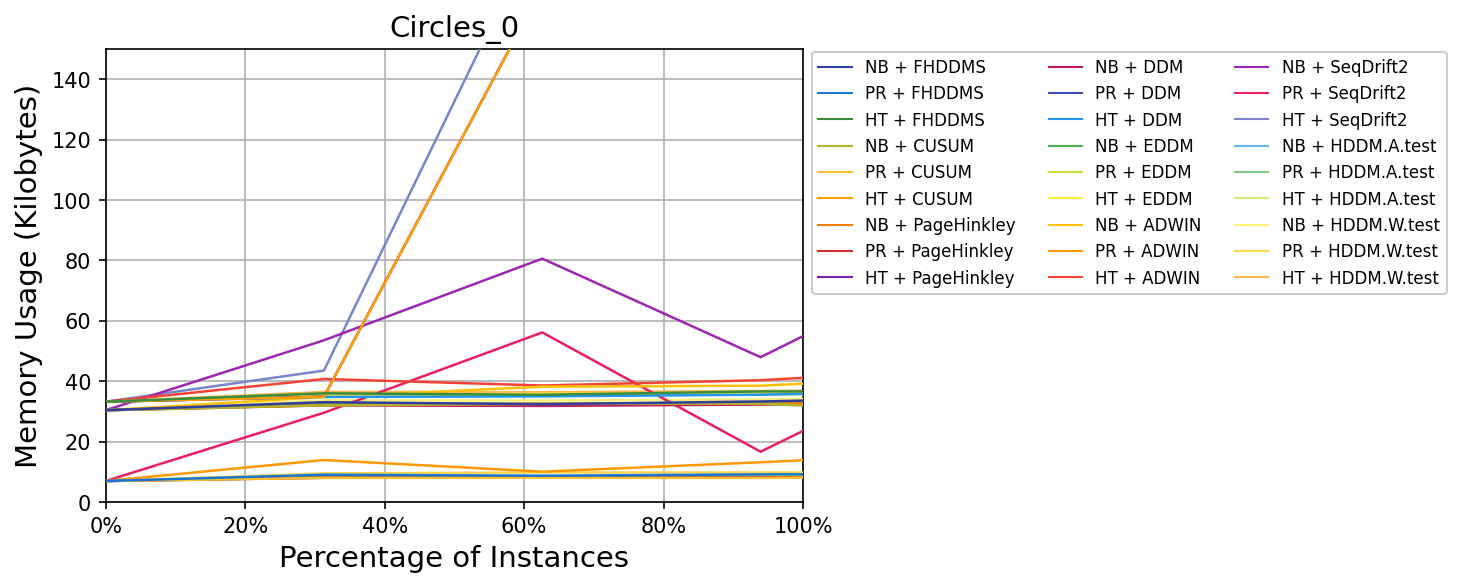 Circles_0
Memory Usage (Kilobytes)
140
120
100
80
60
40
20
0
0% 20% 40% 60% 80% 100%
Percentage of Instances
NB + FHDDMS
PR + FHDDMS
HT + FHDDMS
NB + CUSUM
PR + CUSUM
HT + CUSUM
NB + PageHinkley
PR + PageHinkley
HT + PageHinkley
NB + DDM
PR + DDM
HT + DDM
NB + EDDM
PR + EDDM
HT + EDDM
NB + ADWIN
PR + ADWIN
HT + ADWIN
NB + SeqDrift2
PR + SeqDrift2
HT + SeqDrift2
NB + HDDM.A.test
PR + HDDM.A.test
HT + HDDM.A.test
NB + HDDM.W.test
PR + HDDM.W.test
HT + HDDM.W.test